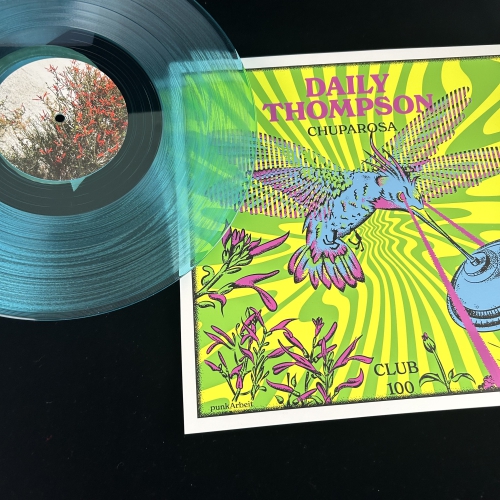 DAILY
THOMPSON
CHUPAROSA
CLUB
100
punkArbeit